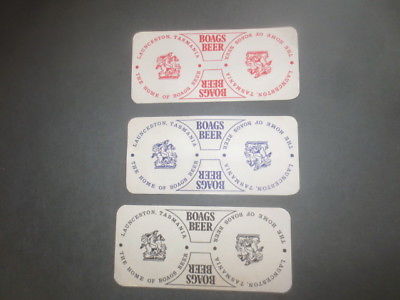 LAUNCESTON, TASMANIA
THE HOME OF BOAGS BEER
BOAGS
BEER
BOAGS
BEER
THE HOME OF BOAGS BEER
LAUNCESTON, TASMANIA
LAUNCESTON, TASMANIA
THE HOME OF BOAGS BEER
BOAGS
BEER
BOAGS
BEER
THE HOME OF BOAGS BEER
LAUNCESTON, TASMANIA
LAUNCESTON, TASMANIA
THE HOME OF BOAGS BEER
BOAGS
BEER
BOAGS
BEER
THE HOME OF BOAGS BEER
LAUNCESTON, TASMANIA